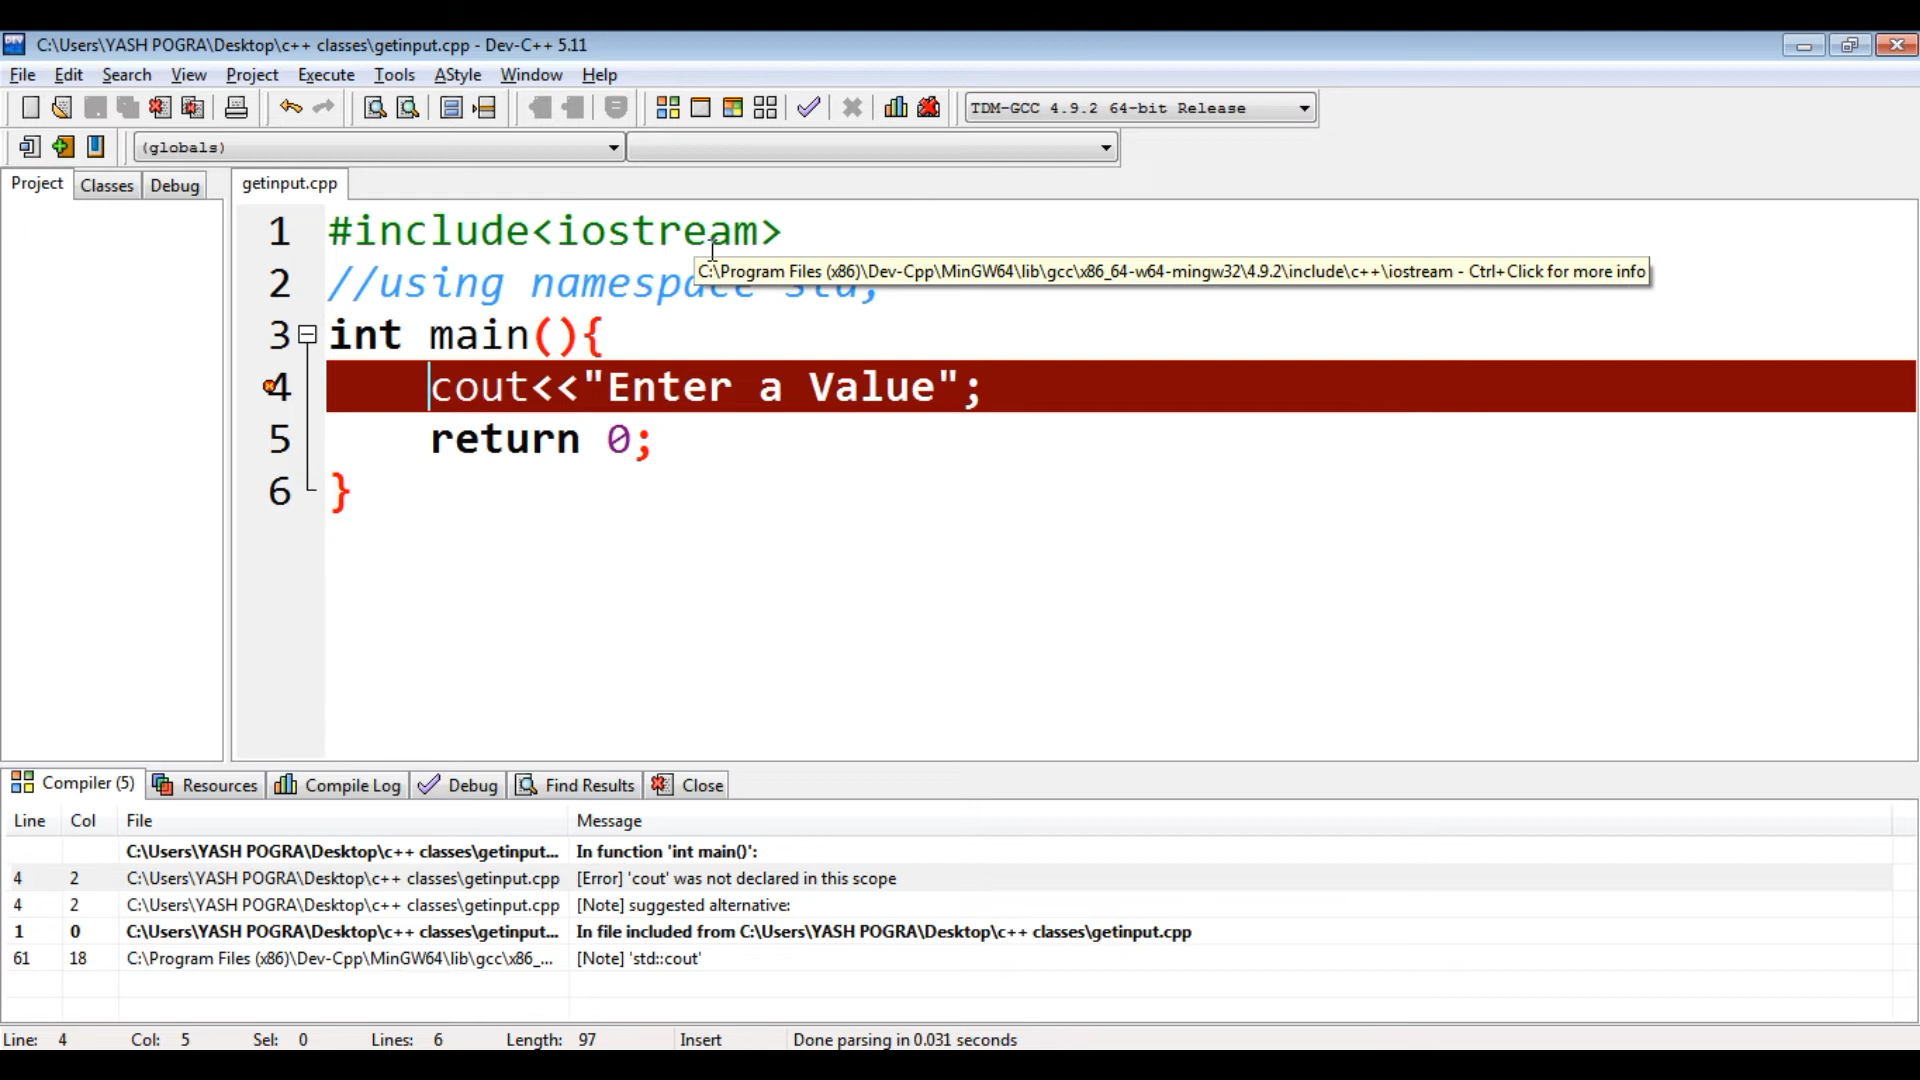 C:\Users\YASH POGRA\Desktop\c++ classes\getinput.cpp - Dev-C++ 5.11
File Edit Search View Project Execute Tools AStyle Window Help
TDM-GCC 4.9.2 64-bit Release
(globals)
Project Classes Debug getinput.cpp
1 #include<iostream>
C:\Program Files (x86)\Dev-Cpp\MinGW64\lib\gcc\x86_64-w64-mingw32\4.9.2\include\c++\iostream - Ctrl+Click for more info
2 //using namespace std;
3 int main(){
4 cout<<"Enter a Value";
5 return 0;
6 }
Compiler (5) Resources Compile Log Debug Find Results Close
Line Col File Message
C:\Users\YASH POGRA\Desktop\c++ classes\getinput... In function 'int main()':
4 2 C:\Users\YASH POGRA\Desktop\c++ classes\getinput.cpp [Error] 'cout' was not declared in this scope
4 2 C:\Users\YASH POGRA\Desktop\c++ classes\getinput.cpp [Note] suggested alternative:
1 0 C:\Users\YASH POGRA\Desktop\c++ classes\getinput... In file included from C:\Users\YASH POGRA\Desktop\c++ classes\getinput.cpp
61 18 C:\Program Files (x86)\Dev-Cpp\MinGW64\lib\gcc\x86_... [Note] 'std::cout'
Line: 4 Col: 5 Sel: 0 Lines: 6 Length: 97 Insert Done parsing in 0.031 seconds